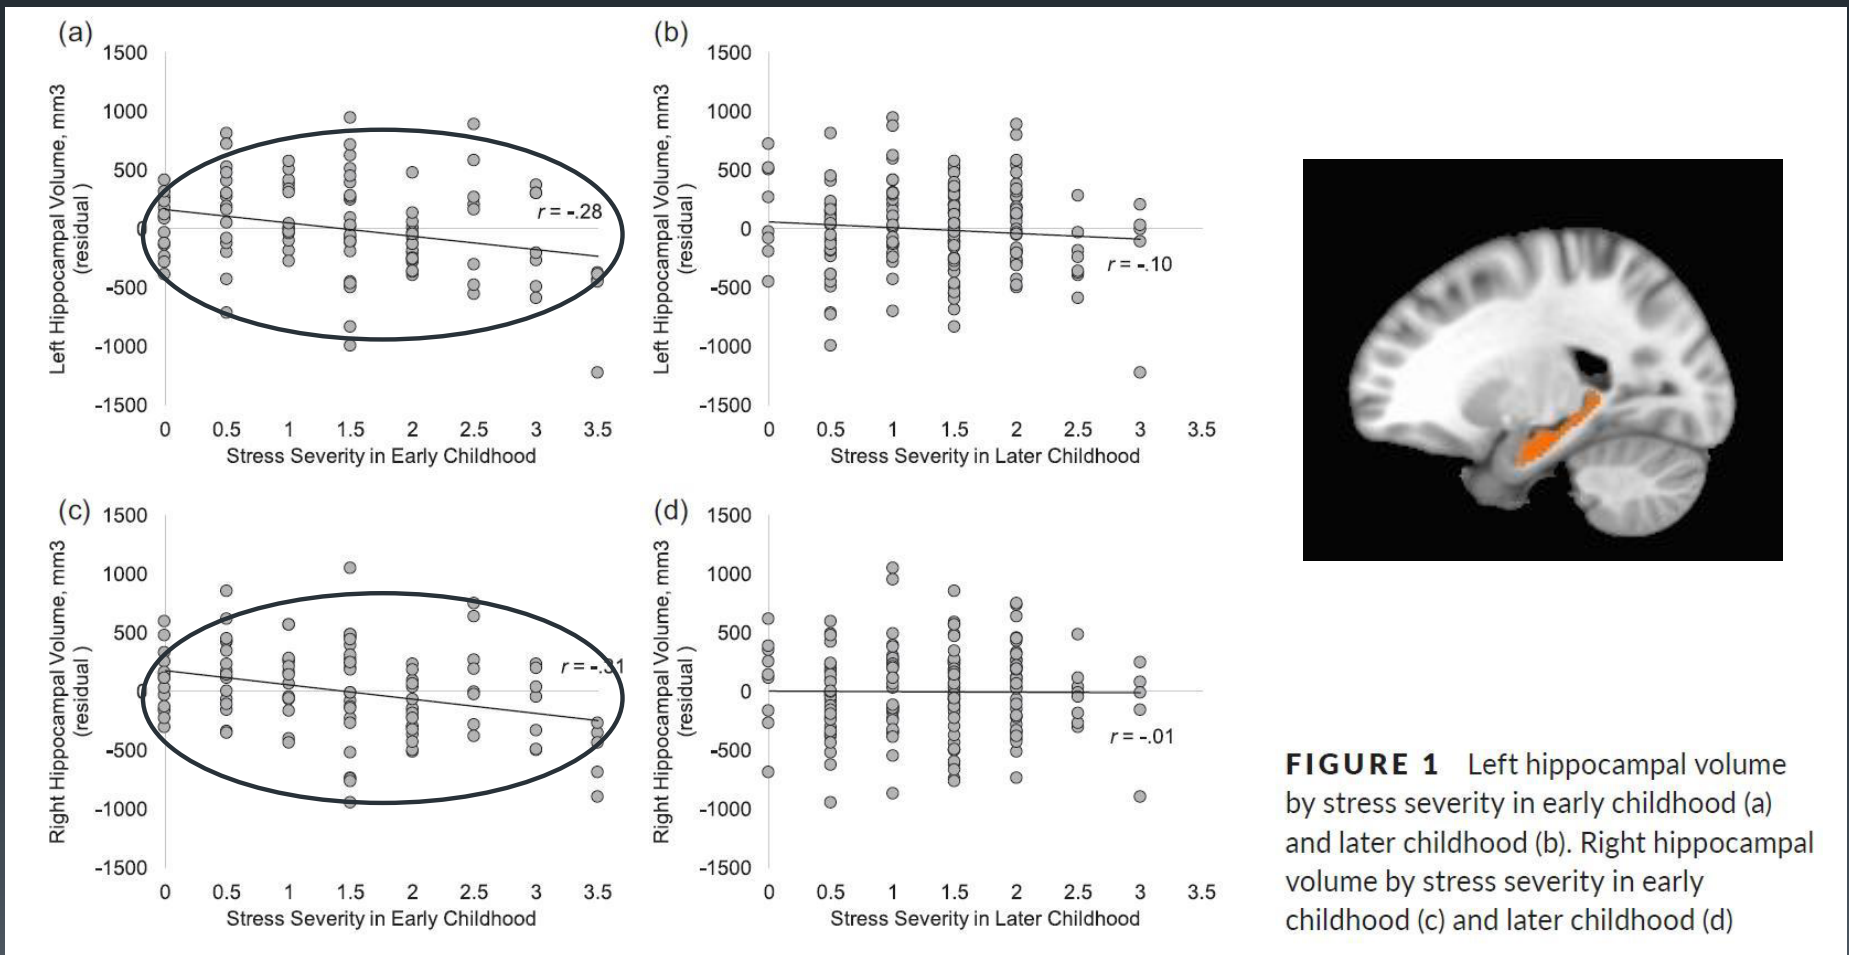 (a)
1500
1000
500
0
-500
-1000
-1500
Left Hippocampal Volume, mm3
(residual )
r = -.28
0 0.5 1 1.5 2 2.5 3 3.5
Stress Severity in Early Childhood
(b)
1500
1000
500
0
-500
-1000
-1500
Left Hippocampal Volume, mm3
(residual )
r = -.10
0 0.5 1 1.5 2 2.5 3 3.5
Stress Severity in Later Childhood
(c)
1500
1000
500
0
-500
-1000
-1500
Right Hippocampal Volume, mm3
(residual )
r = -.31
0 0.5 1 1.5 2 2.5 3 3.5
Stress Severity in Early Childhood
(d)
1500
1000
500
0
-500
-1000
-1500
Right Hippocampal Volume, mm3
(residual )
r = -.01
0 0.5 1 1.5 2 2.5 3 3.5
Stress Severity in Later Childhood
FIGURE 1 Left hippocampal volume
by stress severity in early childhood (a)
and later childhood (b). Right hippocampal
volume by stress severity in early
childhood (c) and later childhood (d)